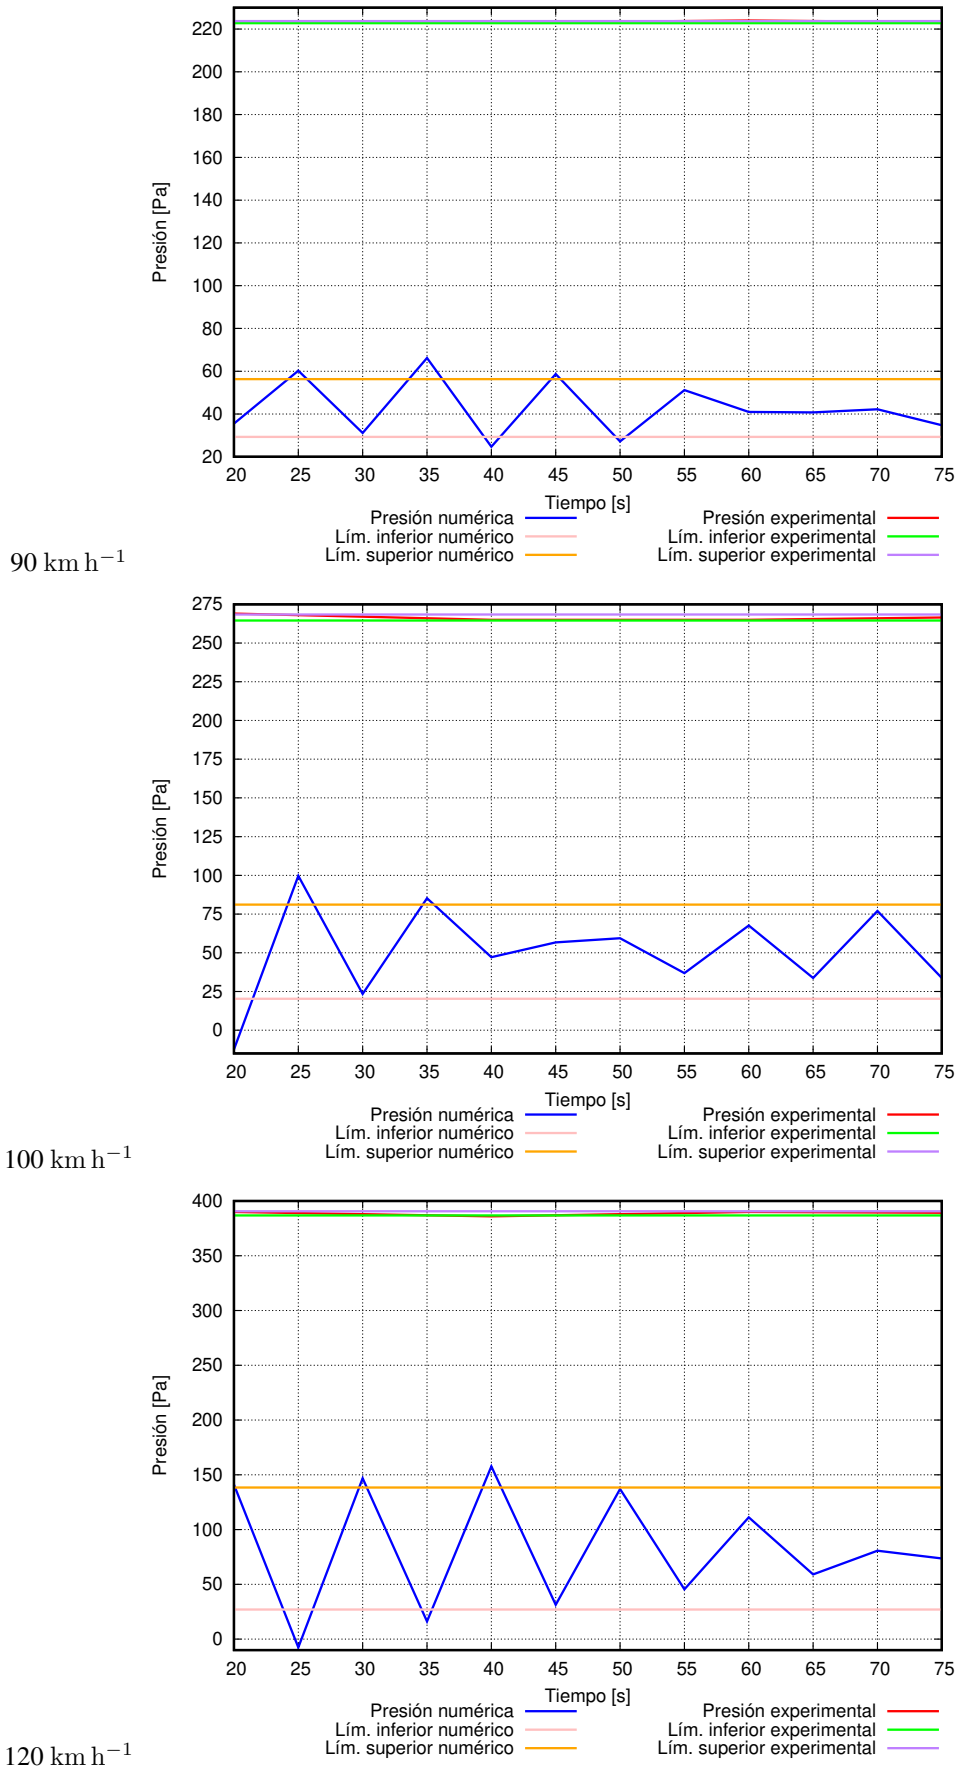 220
200
180
160
140
120
100
80
60
40
20
Presión [Pa]
20 25 30 35 40 45 50 55 60 65 70 75
Tiempo [s]
Presión numérica Presión experimental
Lím. inferior numérico Lím. inferior experimental
Lím. superior numérico Lím. superior experimental
90 km h⁻¹
275
250
225
200
175
150
125
100
75
50
25
0
Presión [Pa]
20 25 30 35 40 45 50 55 60 65 70 75
Tiempo [s]
Presión numérica Presión experimental
Lím. inferior numérico Lím. inferior experimental
Lím. superior numérico Lím. superior experimental
100 km h⁻¹
400
350
300
250
200
150
100
50
0
Presión [Pa]
20 25 30 35 40 45 50 55 60 65 70 75
Tiempo [s]
Presión numérica Presión experimental
Lím. inferior numérico Lím. inferior experimental
Lím. superior numérico Lím. superior experimental
120 km h⁻¹